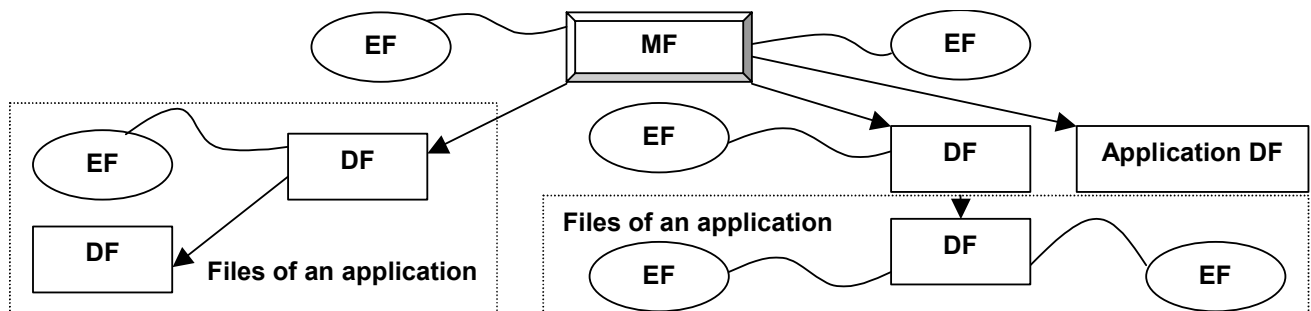 EF
MF
EF
EF
DF
EF
DF
Application DF
DF
Files of an application
Files of an application
EF
DF
EF